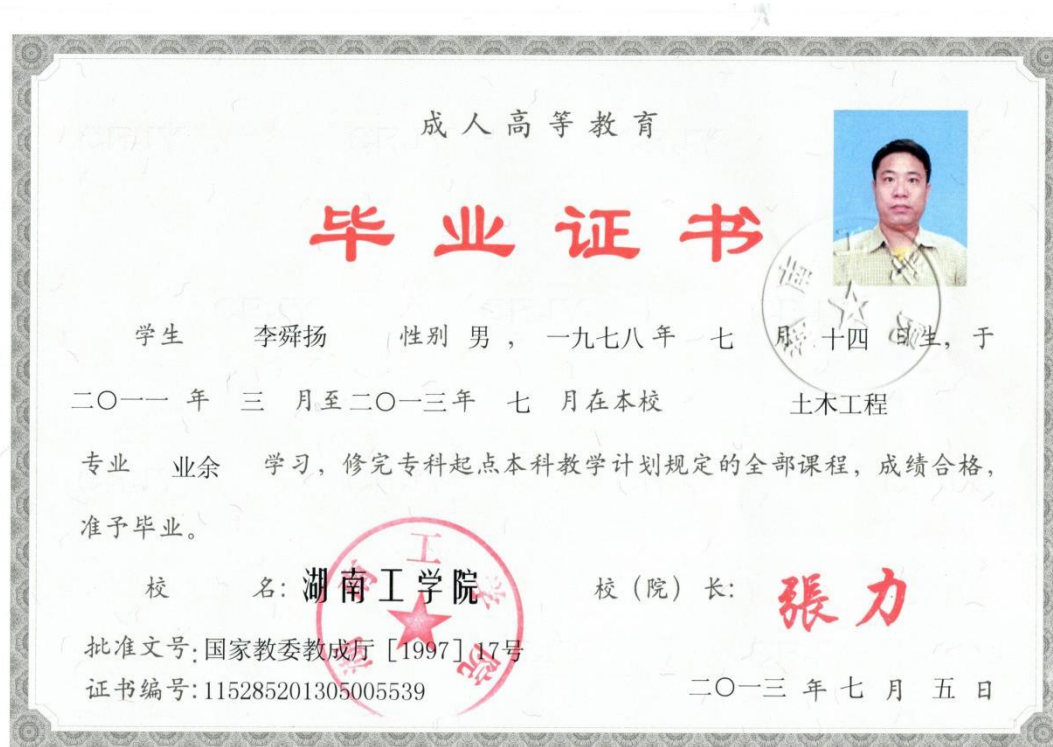 成人高等教育
毕业证书
学生 李舜扬 性别 男 ， 一九七八 年 七 月 十四 日生，于
二〇一一 年 三 月至 二〇一三 年 七 月在本校 土木工程
专业 业余 学习，修完专科起点本科教学计划规定的全部课程，成绩合格，
准予毕业。
校 名：湖南工学院 校（院）长： 張力
批准文号：国家教委教成厅［1997］17号
证书编号：115285201305005539 二〇一三 年 七 月 五 日
湖南工学院